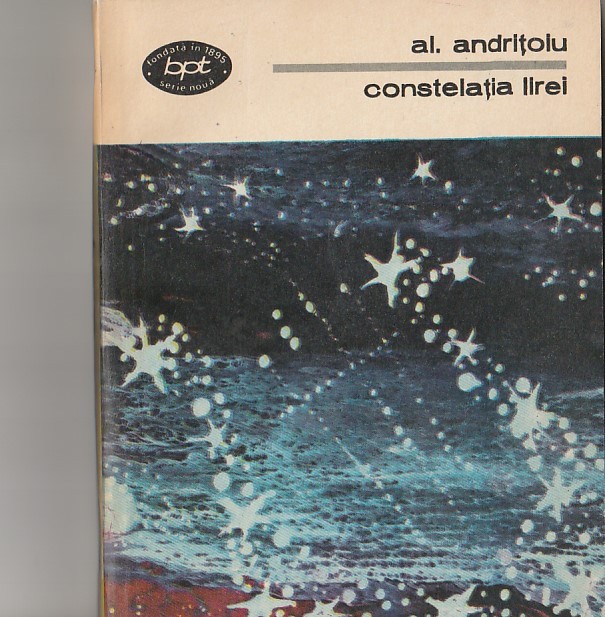 fondată în 1895
bpt
serie nouă
al. andrițoiu
constelația lirei